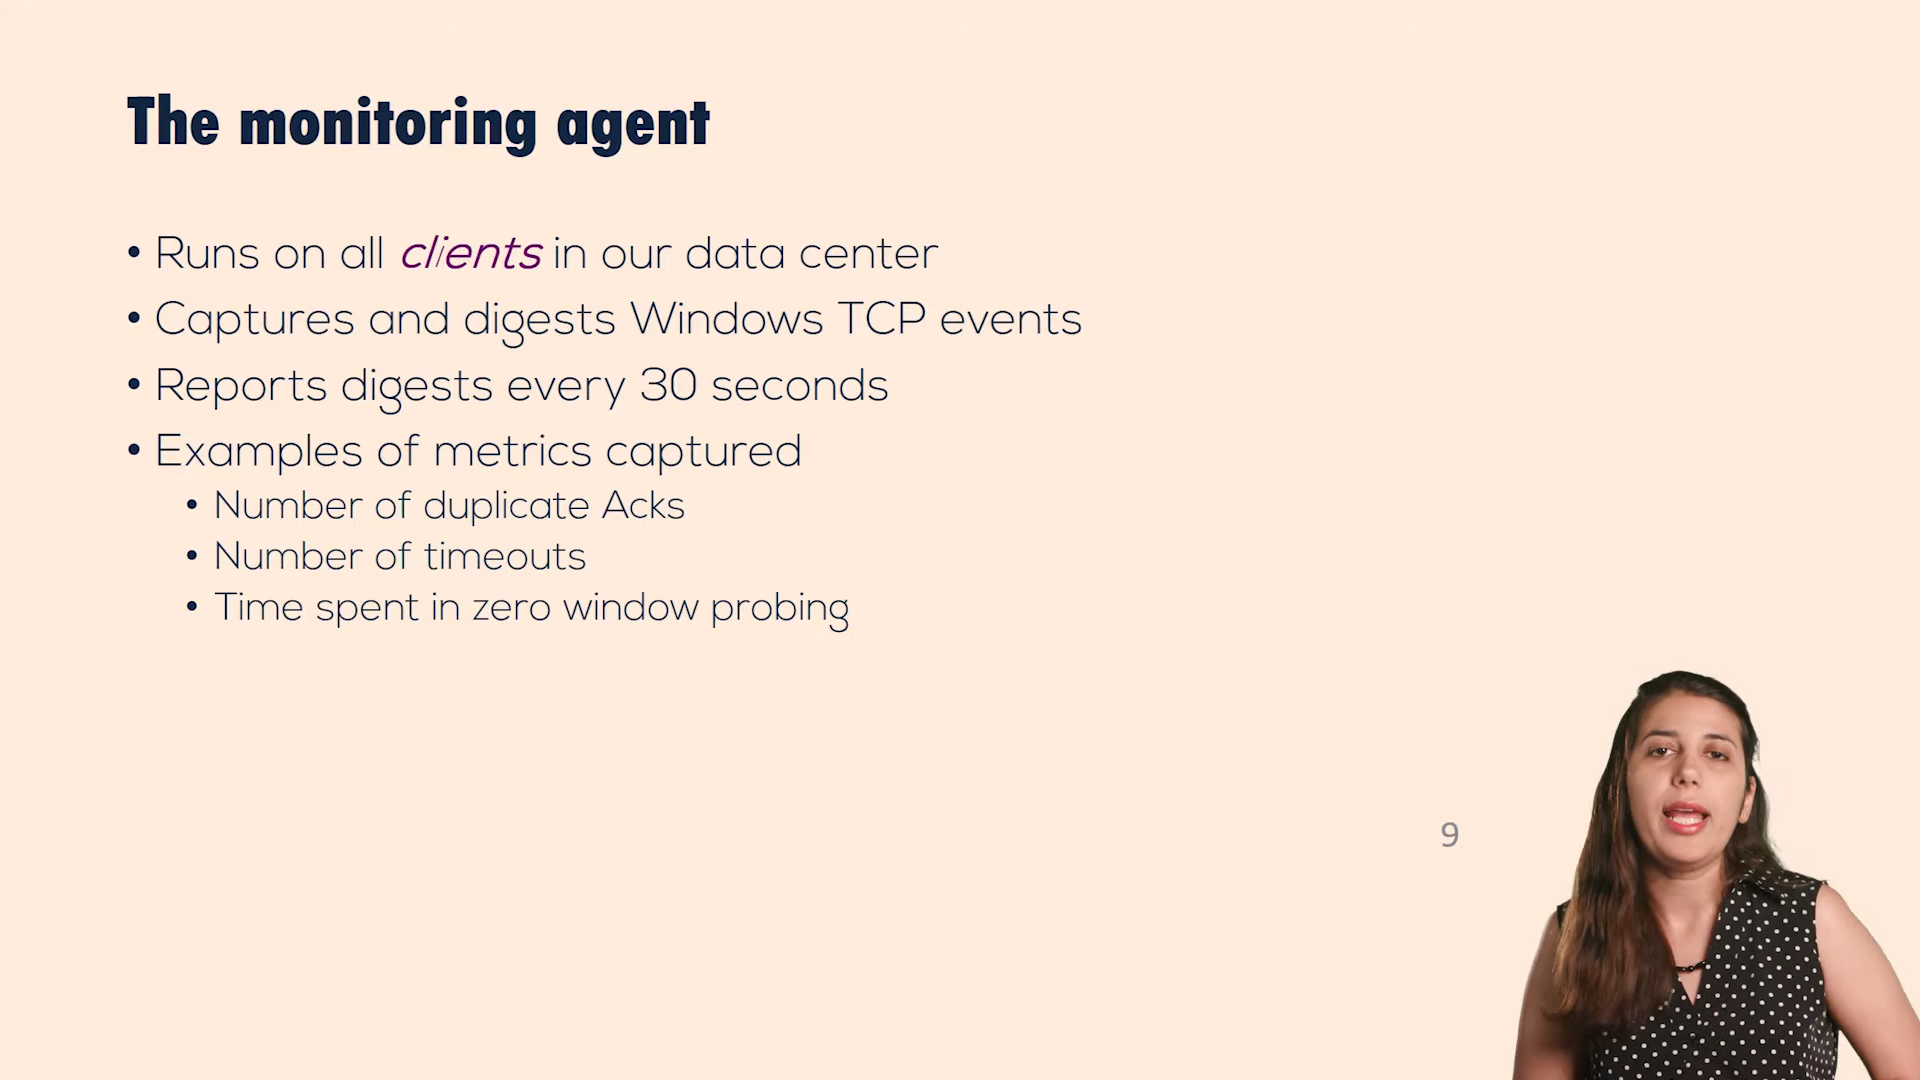 The monitoring agent
• Runs on all clients in our data center
• Captures and digests Windows TCP events
• Reports digests every 30 seconds
• Examples of metrics captured
• Number of duplicate Acks
• Number of timeouts
• Time spent in zero window probing
9